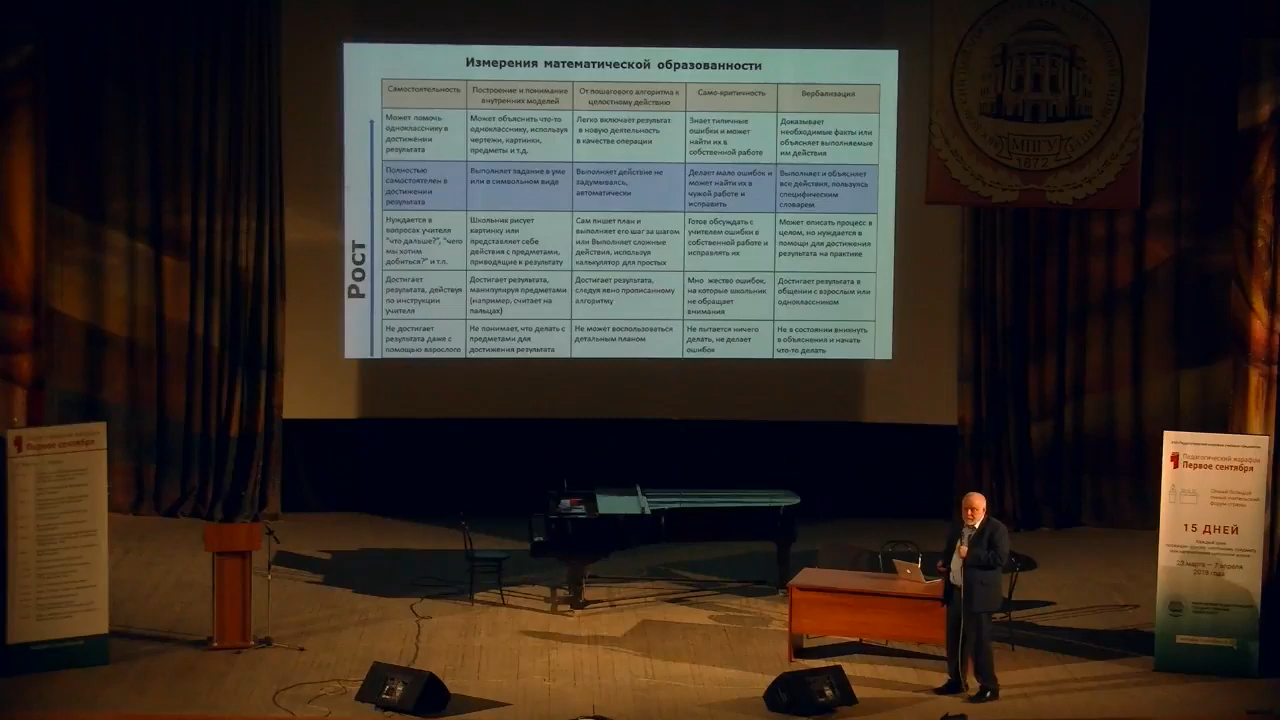 Измерения математической образованности
Самостоятельность
Построение и понимание
внутренних моделей
От пошагового алгоритма к
целостному действию
Само-критичность
Вербализация
Может помочь
однокласснику в
достижении
результата
Может объяснить что-то
однокласснику, используя
чертежи, картинки,
предметы и т.д.
Легко включает результат
в новую деятельность
в качестве операции
Знает типичные
ошибки и может
найти их в
собственной работе
Доказывает
необходимые факты или
объясняет выполняемые
им действия
Полностью
самостоятелен в
достижении
результата
Выполняет задание в уме
или в символьном виде
Выполняет действие не
задумываясь,
автоматически
Делает мало ошибок и
может найти их в
чужой работе и
исправить
Выполняет и объясняет
все действия, пользуясь
специфическим
словарем
Нуждается в
вопросах учителя
"что дальше?", "чего
мы хотим
добиться?" и т.п.
Школьник рисует
картинку или
представляет себе
действия с предметами,
приводящие к результату
Сам пишет план и
выполняет его шаг за шагом
или Выполняет сложные
действия, используя
калькулятор для простых
Готов обсуждать с
учителем ошибки в
собственной работе и
исправлять их
Может описать процесс в
целом, но нуждается в
помощи для достижения
результата на практике
Достигает
результата, действуя
по инструкции
учителя
Достигает результата,
манипулируя предметами
(например, считает на
пальцах)
Достигает результата,
следуя явно прописанному
алгоритму
Мно жество ошибок,
на которые школьник
не обращает
внимания
Достигает результата в
общении с взрослым или
одноклассником
Не достигает
результата даже с
помощью взрослого
Не понимает, что делать с
предметами для
достижения результата
Не может воспользоваться
детальным планом
Не пытается ничего
делать, не делает
ошибок
Не в состоянии вникнуть
в объяснения и начать
что-то делать
Рост
МПГУ
1872
Первое сентября
Педагогический марафон
Первое сентября
15 ДНЕЙ
23 марта — 7 апреля
2018 года